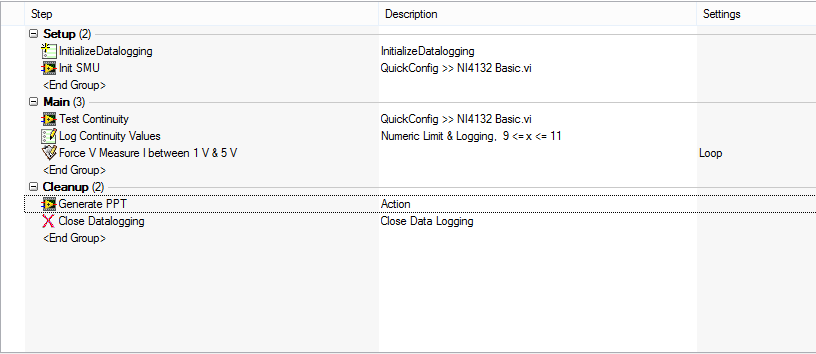 Step Description Settings
Setup (2)
InitializeDatalogging InitializeDatalogging
Init SMU QuickConfig >> NI4132 Basic.vi
<End Group>
Main (3)
Test Continuity QuickConfig >> NI4132 Basic.vi
Log Continuity Values Numeric Limit & Logging, 9 <= x <= 11
Force V Measure I between 1 V & 5 V Loop
<End Group>
Cleanup (2)
Generate PPT Action
Close Datalogging Close Data Logging
<End Group>